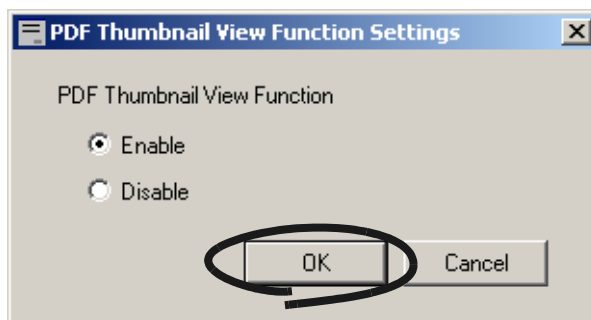 PDF Thumbnail View Function Settings
PDF Thumbnail View Function
Enable
Disable
OK Cancel